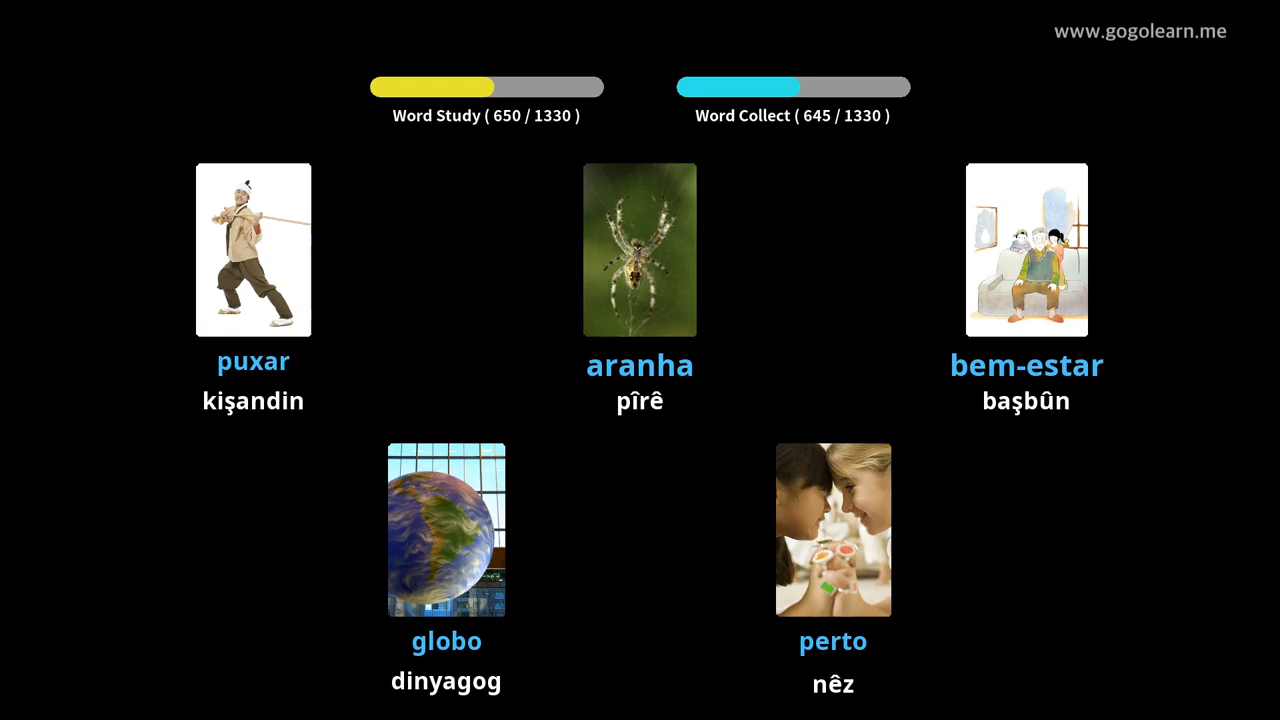 www.gogolearn.me
Word Study ( 650 / 1330 )
Word Collect ( 645 / 1330 )
puxar
kişandin
aranha
pîrê
bem-estar
başbûn
globo
dinyagog
perto
nêz